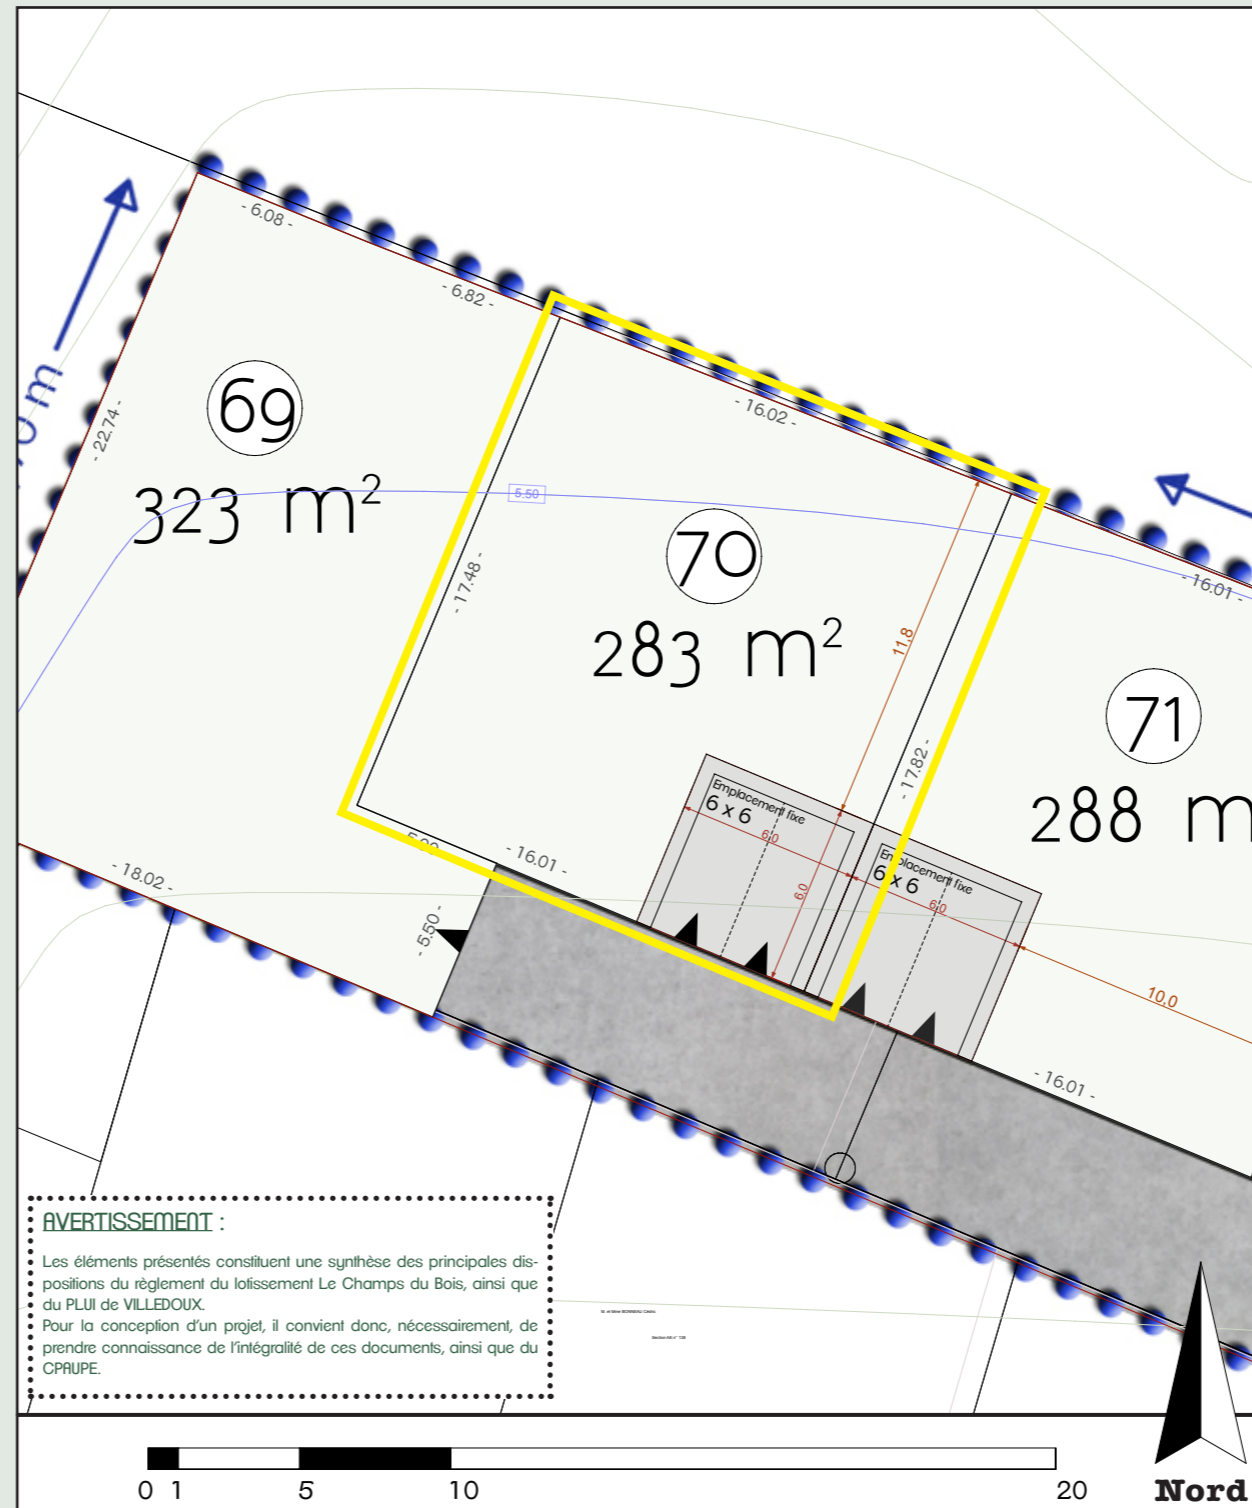 - 6.08 -
- 6.82 -
- 16.02 -
69
323 m²
- 22.74 -
5.50
- 17.48 -
70
283 m²
11,8
- 17.82 -
- 16.01 -
71
288 m
Emplacement fixe
6 x 6
6,0
6,0
Emplacement fixe
6 x 6
6,0
- 16.01 -
- 18.02 -
- 5.50 -
10,0
- 16.01 -
AVERTISSEMENT :
Les éléments présentés constituent une synthèse des principales dis-
positions du règlement du lotissement Le Champs du Bois, ainsi que
du PLUI de VILLEDOUX.
Pour la conception d'un projet, il convient donc, nécessairement, de
prendre connaissance de l'intégralité de ces documents, ainsi que du
CPAUPE.
0 1 5 10 20
Nord